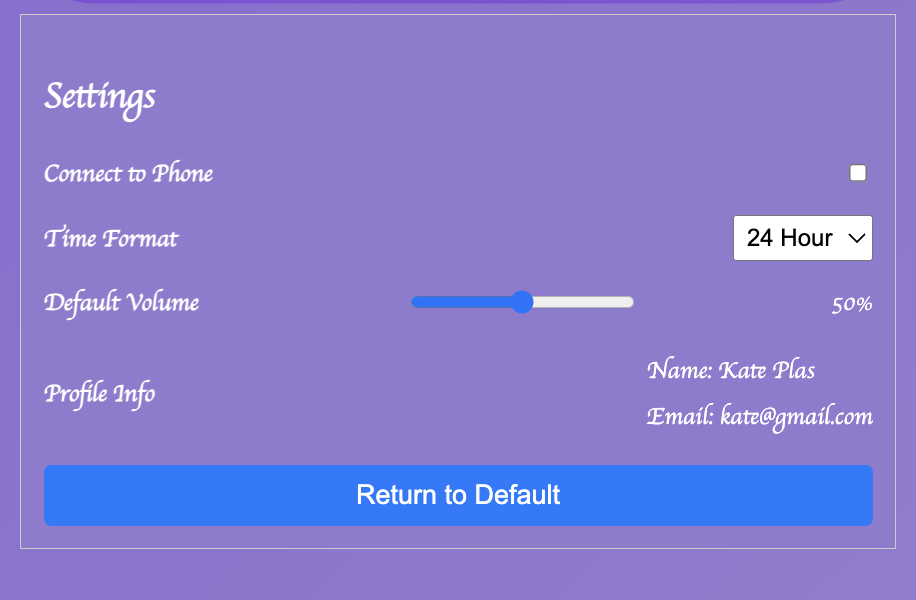 Settings
Connect to Phone
Time Format 24 Hour
Default Volume 50%
Profile Info
Name: Kate Plas
Email: kate@gmail.com
Return to Default